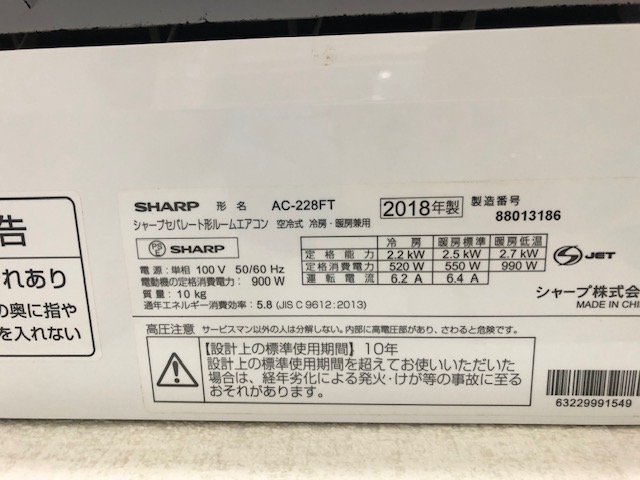 告
れあり
の奥に指や
を入れない
SHARP 形 名 AC-228FT 2018年製 製造番号 88013186
シャープセパレート形ルームエアコン 空冷式 冷房・暖房兼用
PS E SHARP
電 源:単相 100 V 50/60 Hz
電動機の定格消費電力: 900 W
質 量:10 kg
通年エネルギー消費効率:5.8 (JIS C 9612:2013)
冷 房 暖房標準 暖房低温
定 格 能 力 2.2 kW 2.5 kW 2.7 kW
定格消費電力 520 W 550 W 990 W
運 転 電 流 6.2 A 6.4 A
S JET
シャープ株式会
MADE IN CHI
高圧注意 サービスマン以外の人は分解しない。内部に高電圧部があり、さわると危険です。
【設計上の標準使用期間】10年
設計上の標準使用期間を超えてお使いいただいた
場合は、経年劣化による発火・けが等の事故に至る
おそれがあります。
63229991549